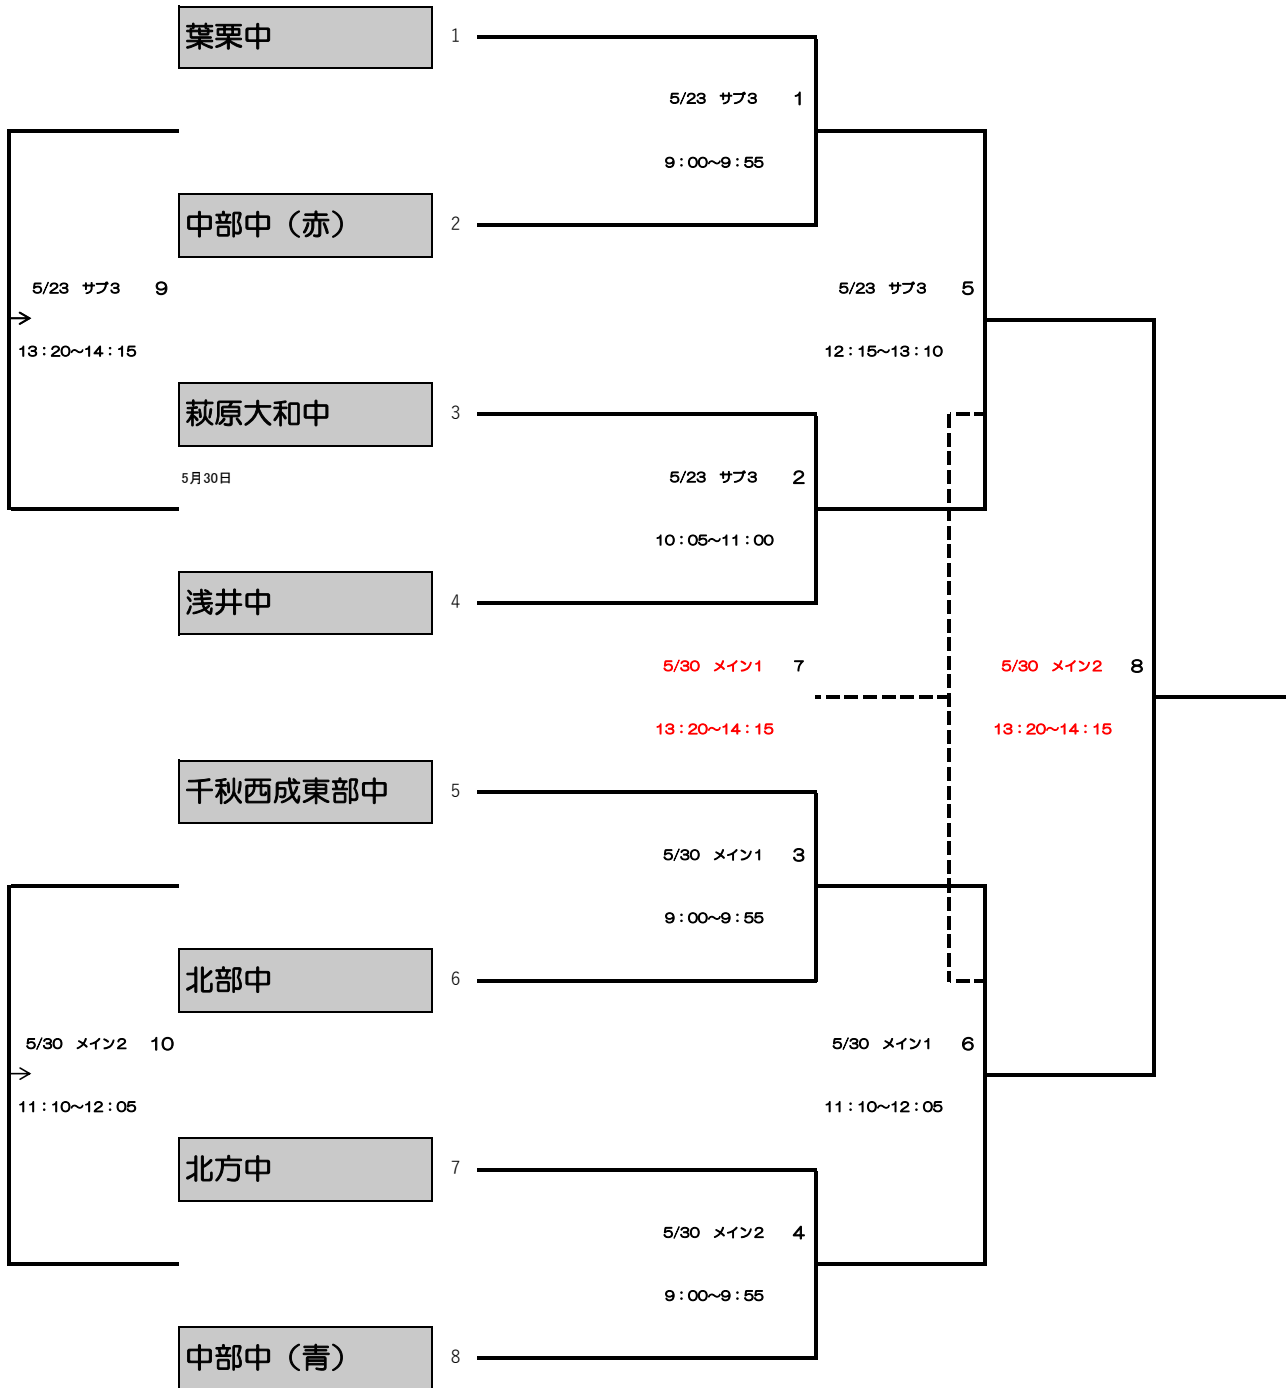 葉栗中 1
5/23 サブ3 1
9：00～9：55
中部中（赤） 2
5/23 サブ3 9
5/23 サブ3 5
13：20～14：15
12：15～13：10
萩原大和中 3
5月30日
5/23 サブ3 2
10：05～11：00
浅井中 4
5/30 メイン1 7
5/30 メイン2 8
13：20～14：15
13：20～14：15
千秋西成東部中 5
5/30 メイン1 3
9：00～9：55
北部中 6
5/30 メイン2 10
5/30 メイン1 6
11：10～12：05
11：10～12：05
北方中 7
5/30 メイン2 4
9：00～9：55
中部中（青） 8